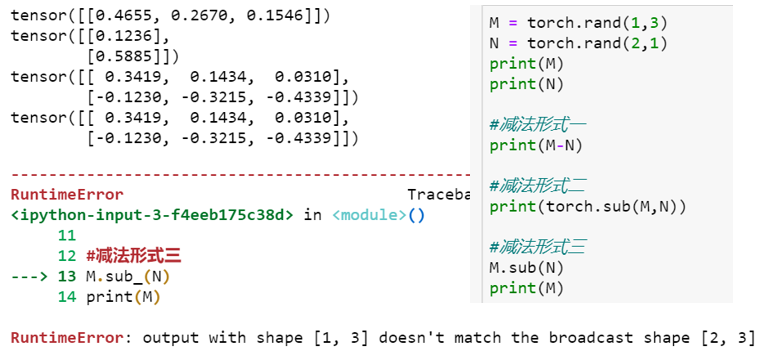 tensor([[0.4655, 0.2670, 0.1546]])
tensor([[0.1236],
        [0.5885]])
tensor([[ 0.3419,  0.1434,  0.0310],
        [-0.1230, -0.3215, -0.4339]])
tensor([[ 0.3419,  0.1434,  0.0310],
        [-0.1230, -0.3215, -0.4339]])
---------------------------------------------------------------------------
RuntimeError                              Traceba
<ipython-input-3-f4eeb175c38d> in <module>()
     11
     12 #减法形式三
---> 13 M.sub_(N)
     14 print(M)
RuntimeError: output with shape [1, 3] doesn't match the broadcast shape [2, 3]
M = torch.rand(1,3)
N = torch.rand(2,1)
print(M)
print(N)
#减法形式一
print(M-N)
#减法形式二
print(torch.sub(M,N))
#减法形式三
M.sub(N)
print(M)